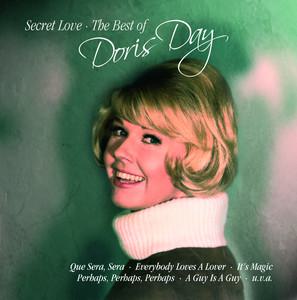 Secret Love · The Best of
Doris Day
Que Sera, Sera · Everybody Loves A Lover · It's Magic
Perhaps, Perhaps, Perhaps · A Guy Is A Guy · u.v.a.